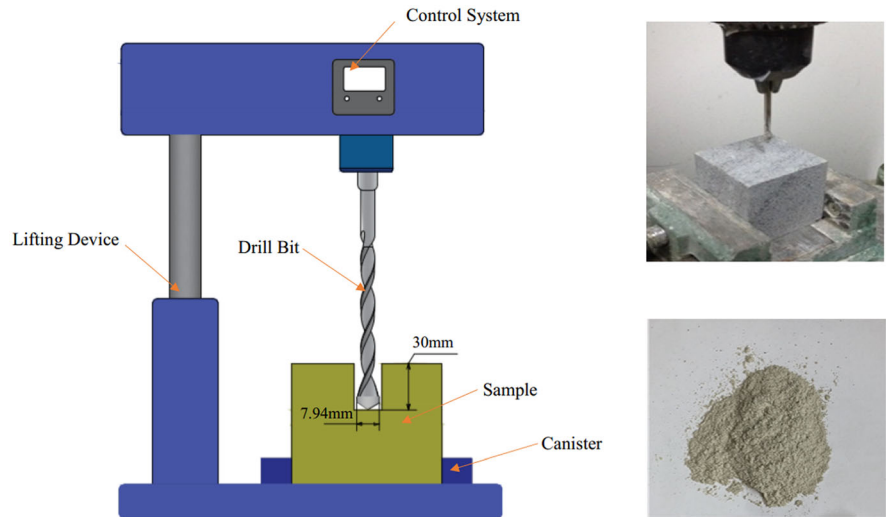 Control System
Lifting Device
Drill Bit
30mm
Sample
7.94mm
Canister